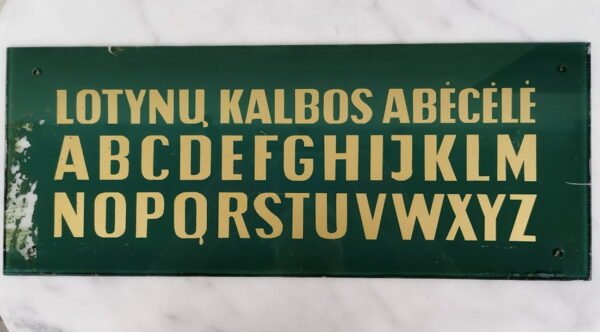 LOTYNŲ KALBOS ABĖCĖLĖ
ABCDEFGHIJKLM
NOPQRSTUVWXYZ